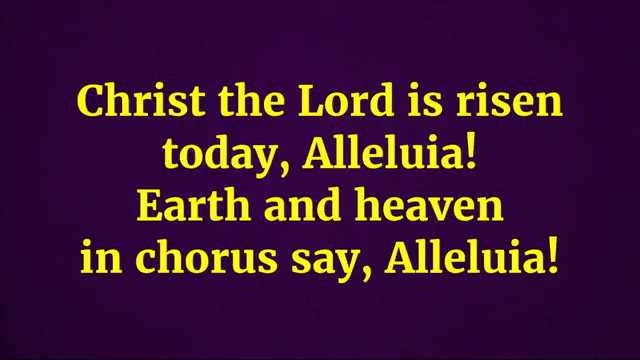 Christ the Lord is risen
today, Alleluia!
Earth and heaven
in chorus say, Alleluia!